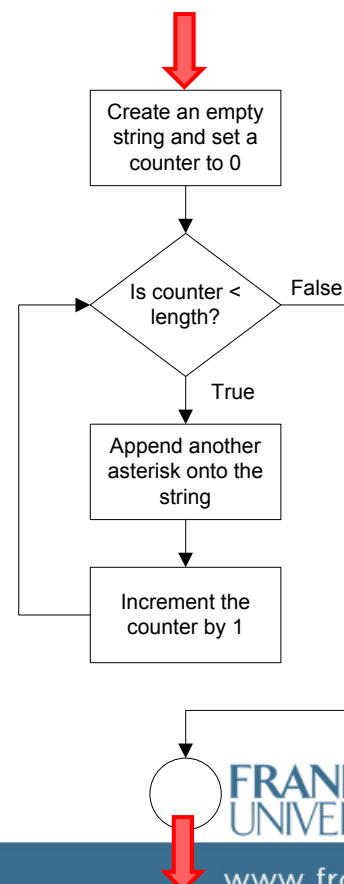 Create an empty
string and set a
counter to 0
Is counter <
length?
False
True
Append another
asterisk onto the
string
Increment the
counter by 1